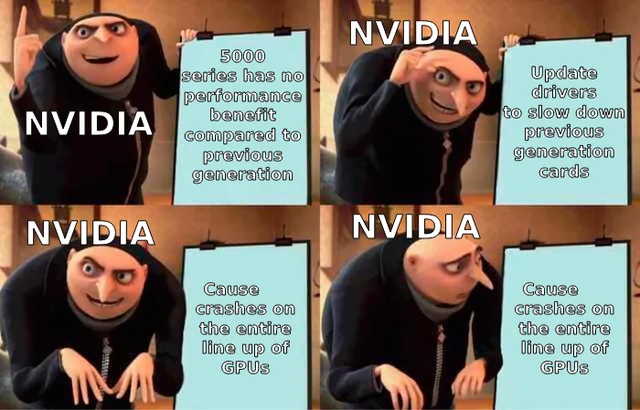 NVIDIA
5000
series has no
performance
benefit
compared to
previous
generation
NVIDIA
Update
drivers
to slow down
previous
generation
cards
NVIDIA
Cause
crashes on
the entire
line up of
GPUs
NVIDIA
Cause
crashes on
the entire
line up of
GPUs